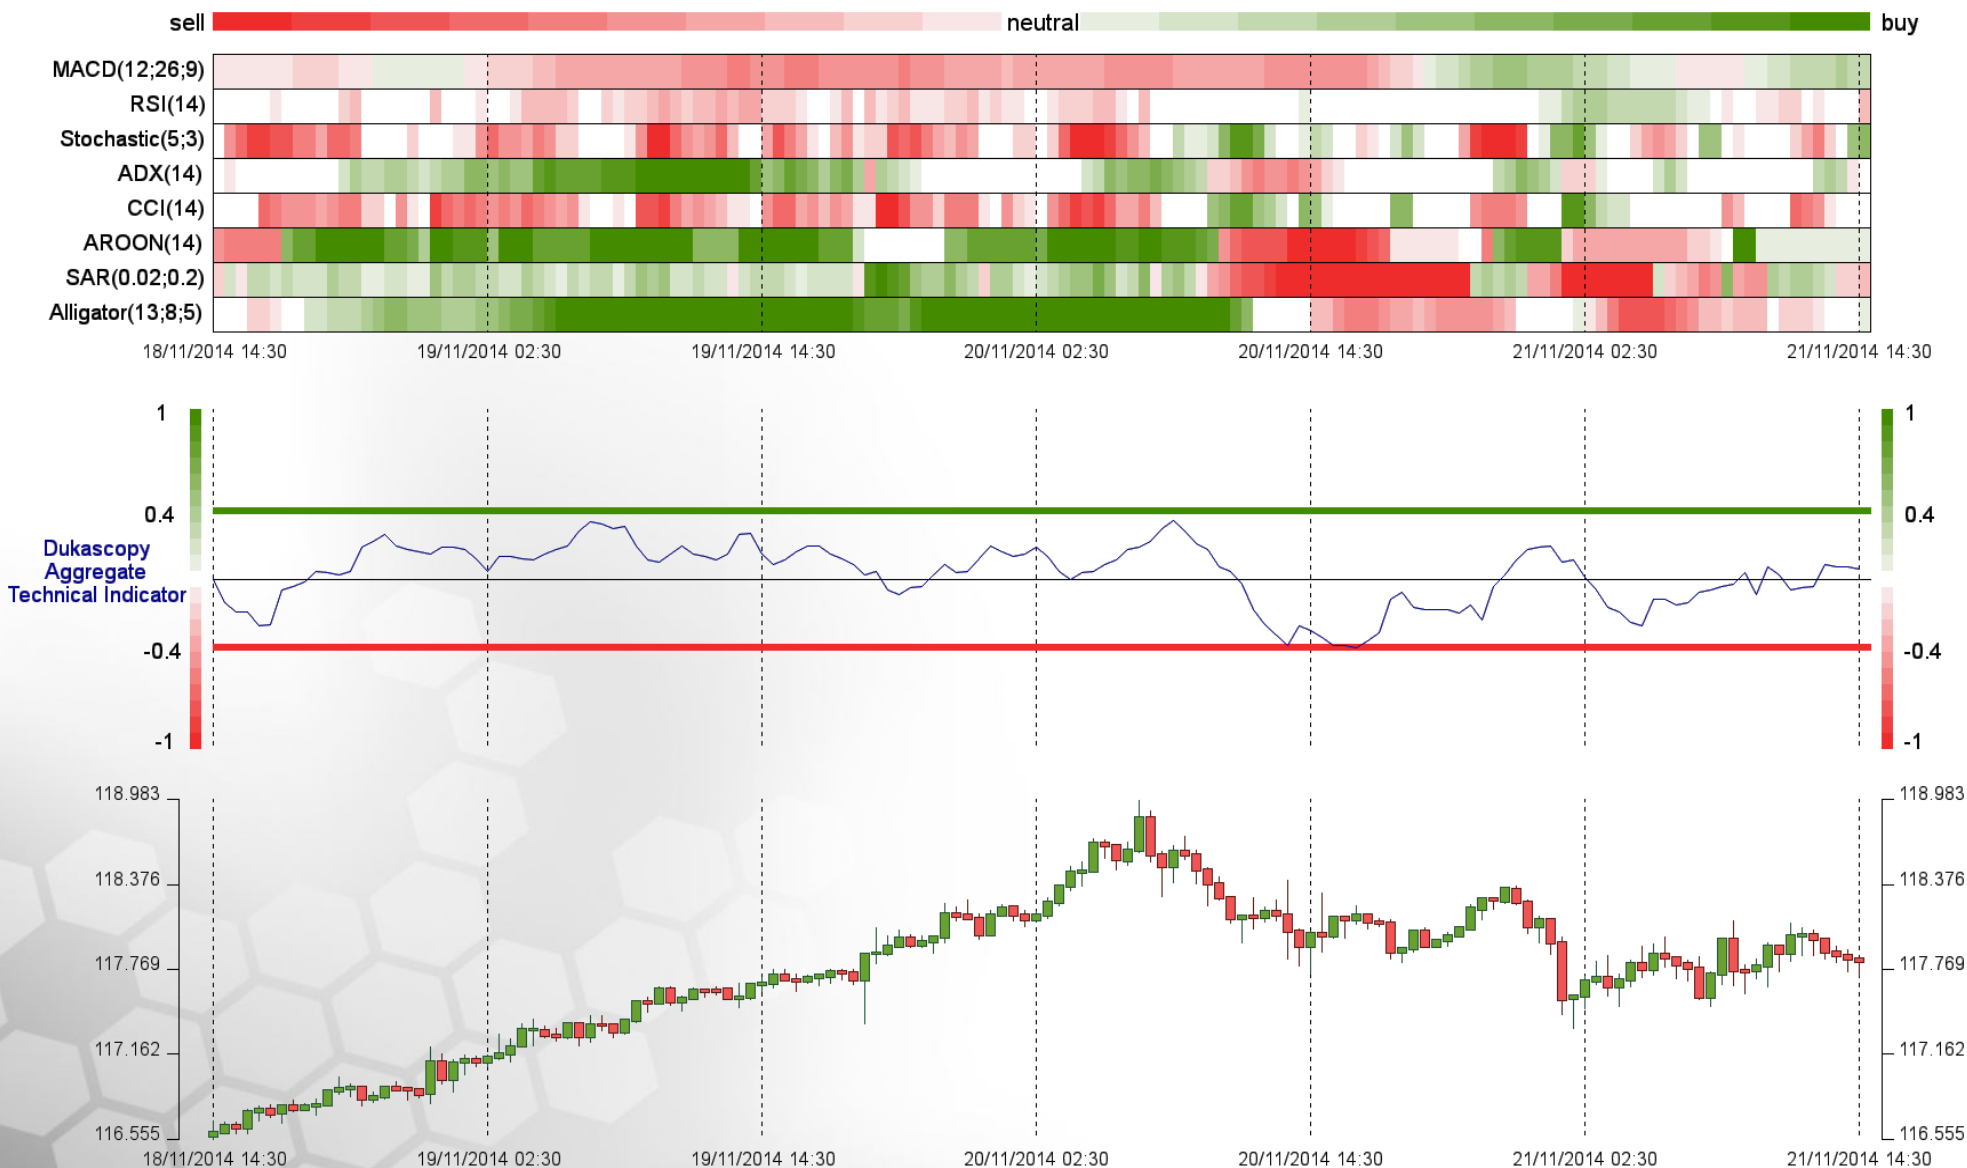 sell neutral buy
MACD(12;26;9)
RSI(14)
Stochastic(5;3)
ADX(14)
CCI(14)
AROON(14)
SAR(0.02;0.2)
Alligator(13;8;5)
18/11/2014 14:30 19/11/2014 02:30 19/11/2014 14:30 20/11/2014 02:30 20/11/2014 14:30 21/11/2014 02:30 21/11/2014 14:30
1 1
0.4 0.4
Dukascopy
Aggregate
Technical Indicator
-0.4 -0.4
-1 -1
118.983 118.983
118.376 118.376
117.769 117.769
117.162 117.162
116.555 116.555
18/11/2014 14:30 19/11/2014 02:30 19/11/2014 14:30 20/11/2014 02:30 20/11/2014 14:30 21/11/2014 02:30 21/11/2014 14:30